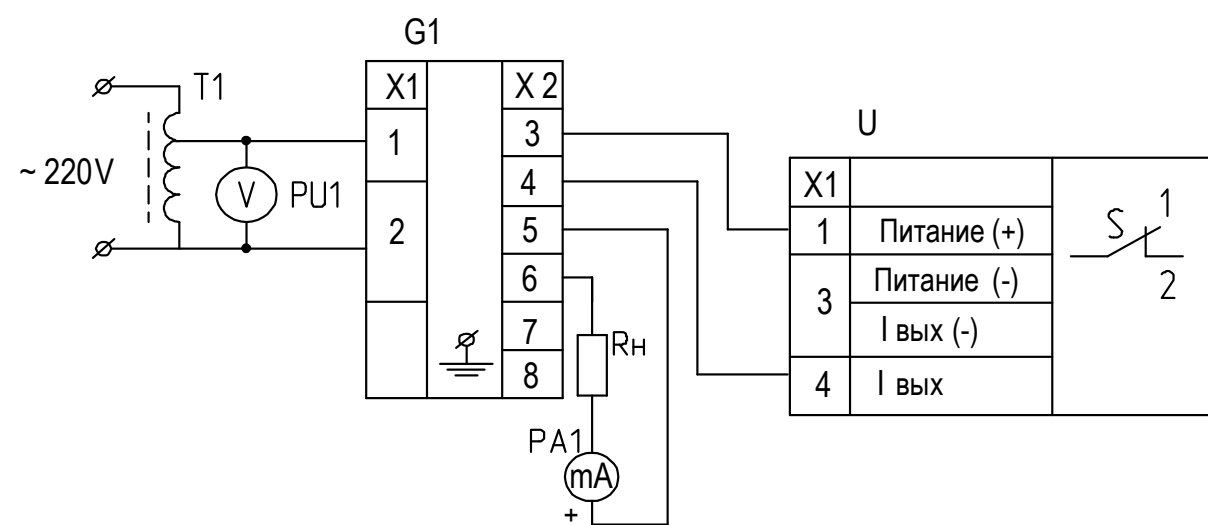 G1
T1
X1
X 2
1
3
U
~ 220V
V
PU1
4
X1
1
2
5
1
Питание (+)
S
6
3
Питание (-)
2
7
Rн
I вых (-)
8
4
I вых
PA1
mA
+